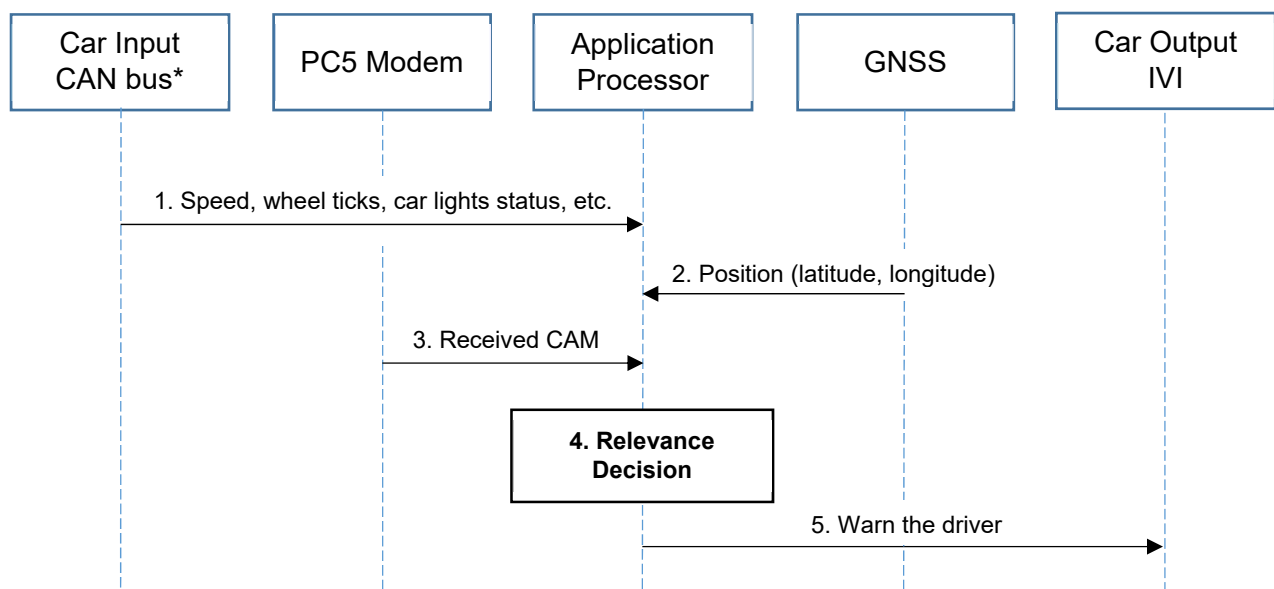 Car Input
CAN bus*
PC5 Modem
Application
Processor
GNSS
Car Output
IVI
1. Speed, wheel ticks, car lights status, etc.
2. Position (latitude, longitude)
3. Received CAM
4. Relevance
Decision
5. Warn the driver